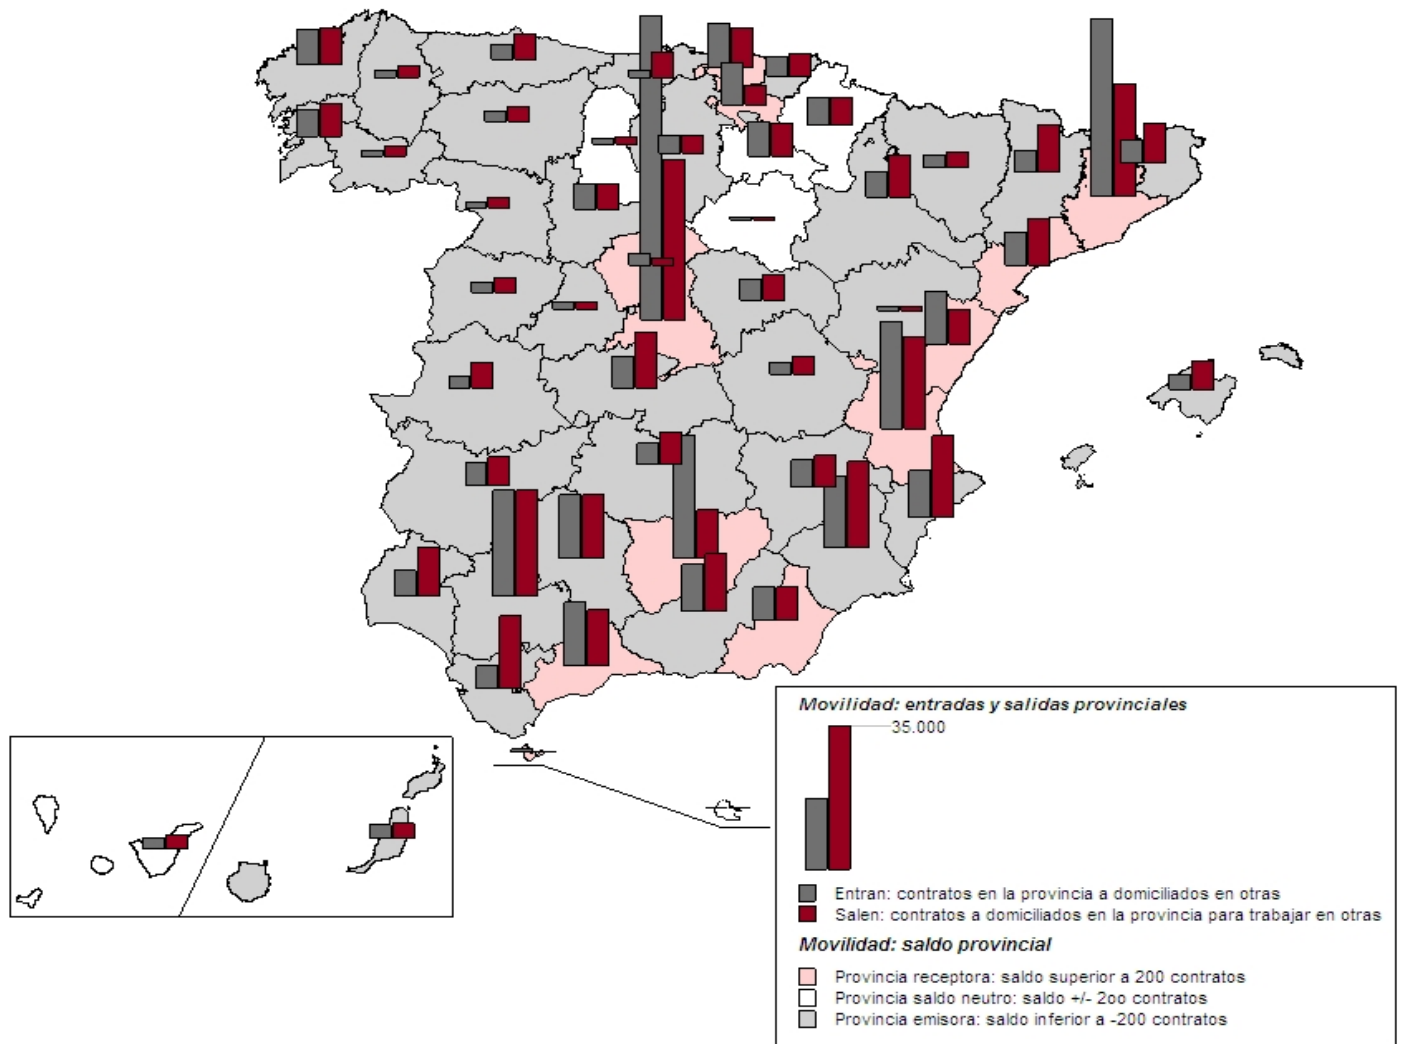 Movilidad: entradas y salidas provinciales
35.000
Entran: contratos en la provincia a domiciliados en otras
Salen: contratos a domiciliados en la provincia para trabajar en otras
Movilidad: saldo provincial
Provincia receptora: saldo superior a 200 contratos
Provincia saldo neutro: saldo +/- 2oo contratos
Provincia emisora: saldo inferior a -200 contratos